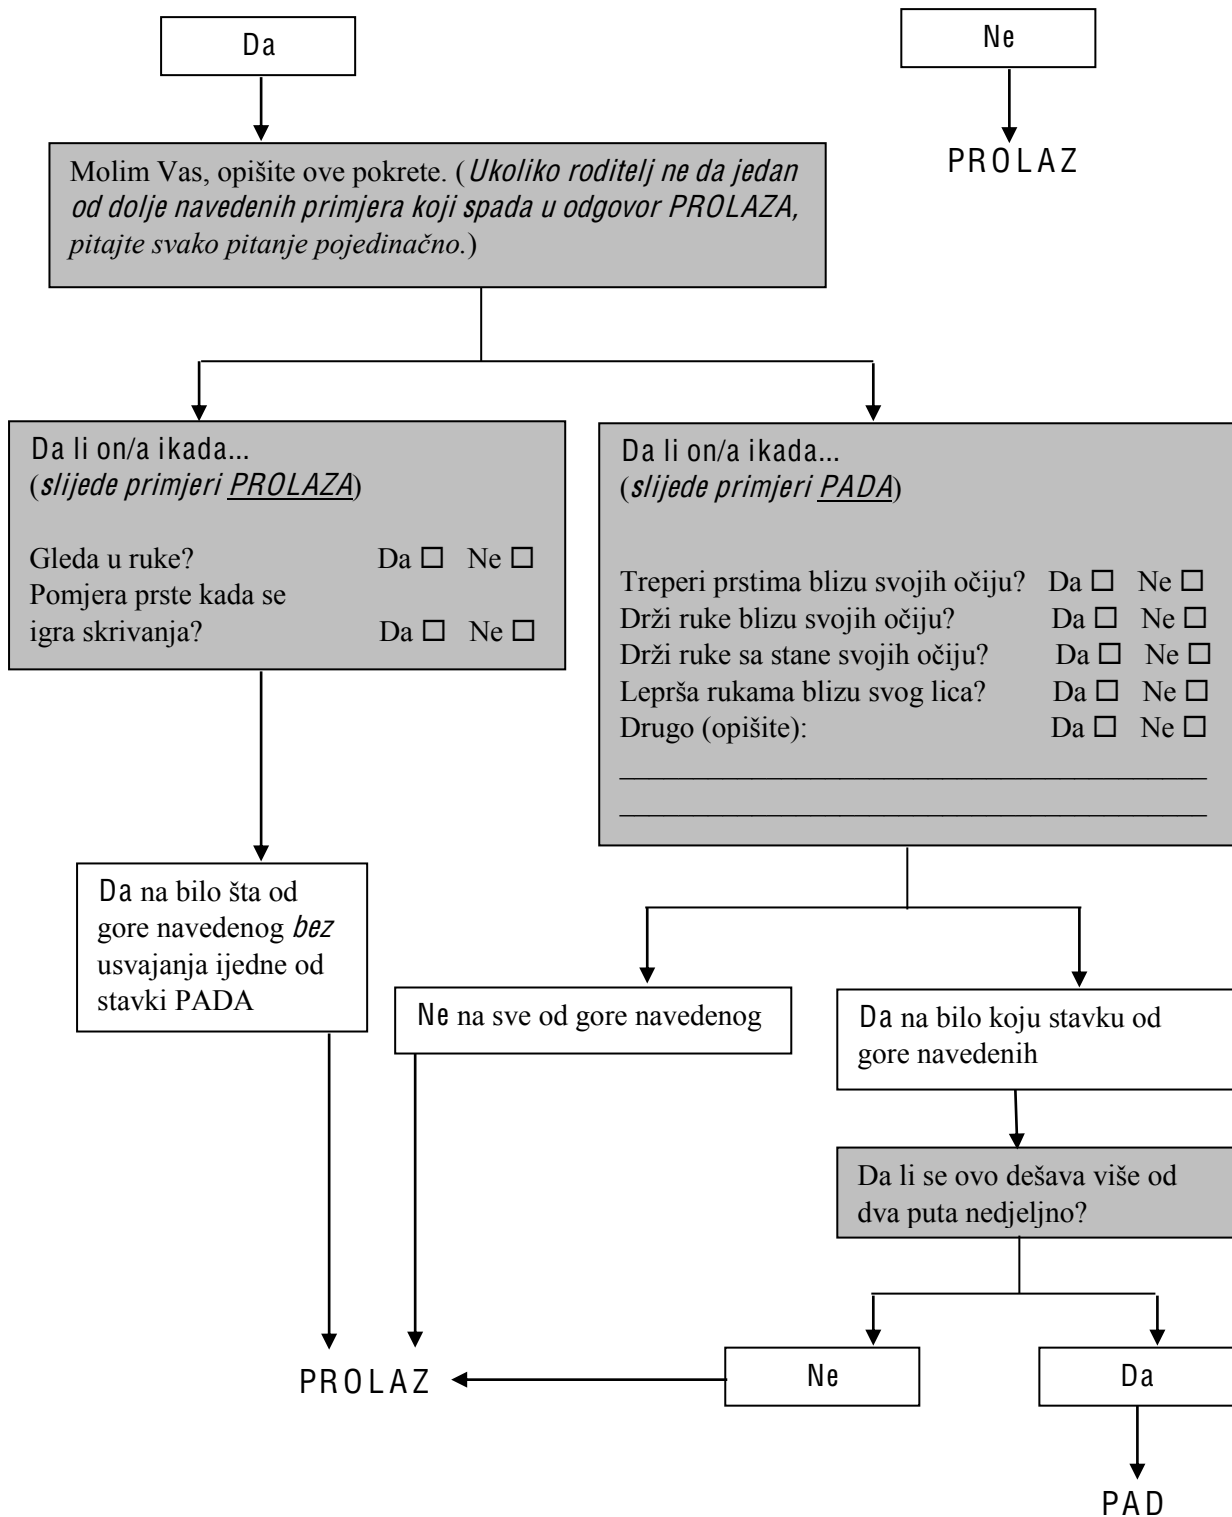 Da
Ne
PROLAZ
Molim Vas, opišite ove pokrete. (Ukoliko roditelj ne da jedan
od dolje navedenih primjera koji spada u odgovor PROLAZA,
pitajte svako pitanje pojedinačno.)
Da li on/a ikada...
(slijede primjeri PROLAZA)
Gleda u ruke? Da □ Ne □
Pomjera prste kada se
igra skrivanja? Da □ Ne □
Da li on/a ikada...
(slijede primjeri PADA)
Treperi prstima blizu svojih očiju? Da □ Ne □
Drži ruke blizu svojih očiju? Da □ Ne □
Drži ruke sa stane svojih očiju? Da □ Ne □
Leprša rukama blizu svog lica? Da □ Ne □
Drugo (opišite): Da □ Ne □
Da na bilo šta od
gore navedenog bez
usvajanja ijedne od
stavki PADA
Ne na sve od gore navedenog
Da na bilo koju stavku od
gore navedenih
Da li se ovo dešava više od
dva puta nedjeljno?
PROLAZ
Ne
Da
PAD